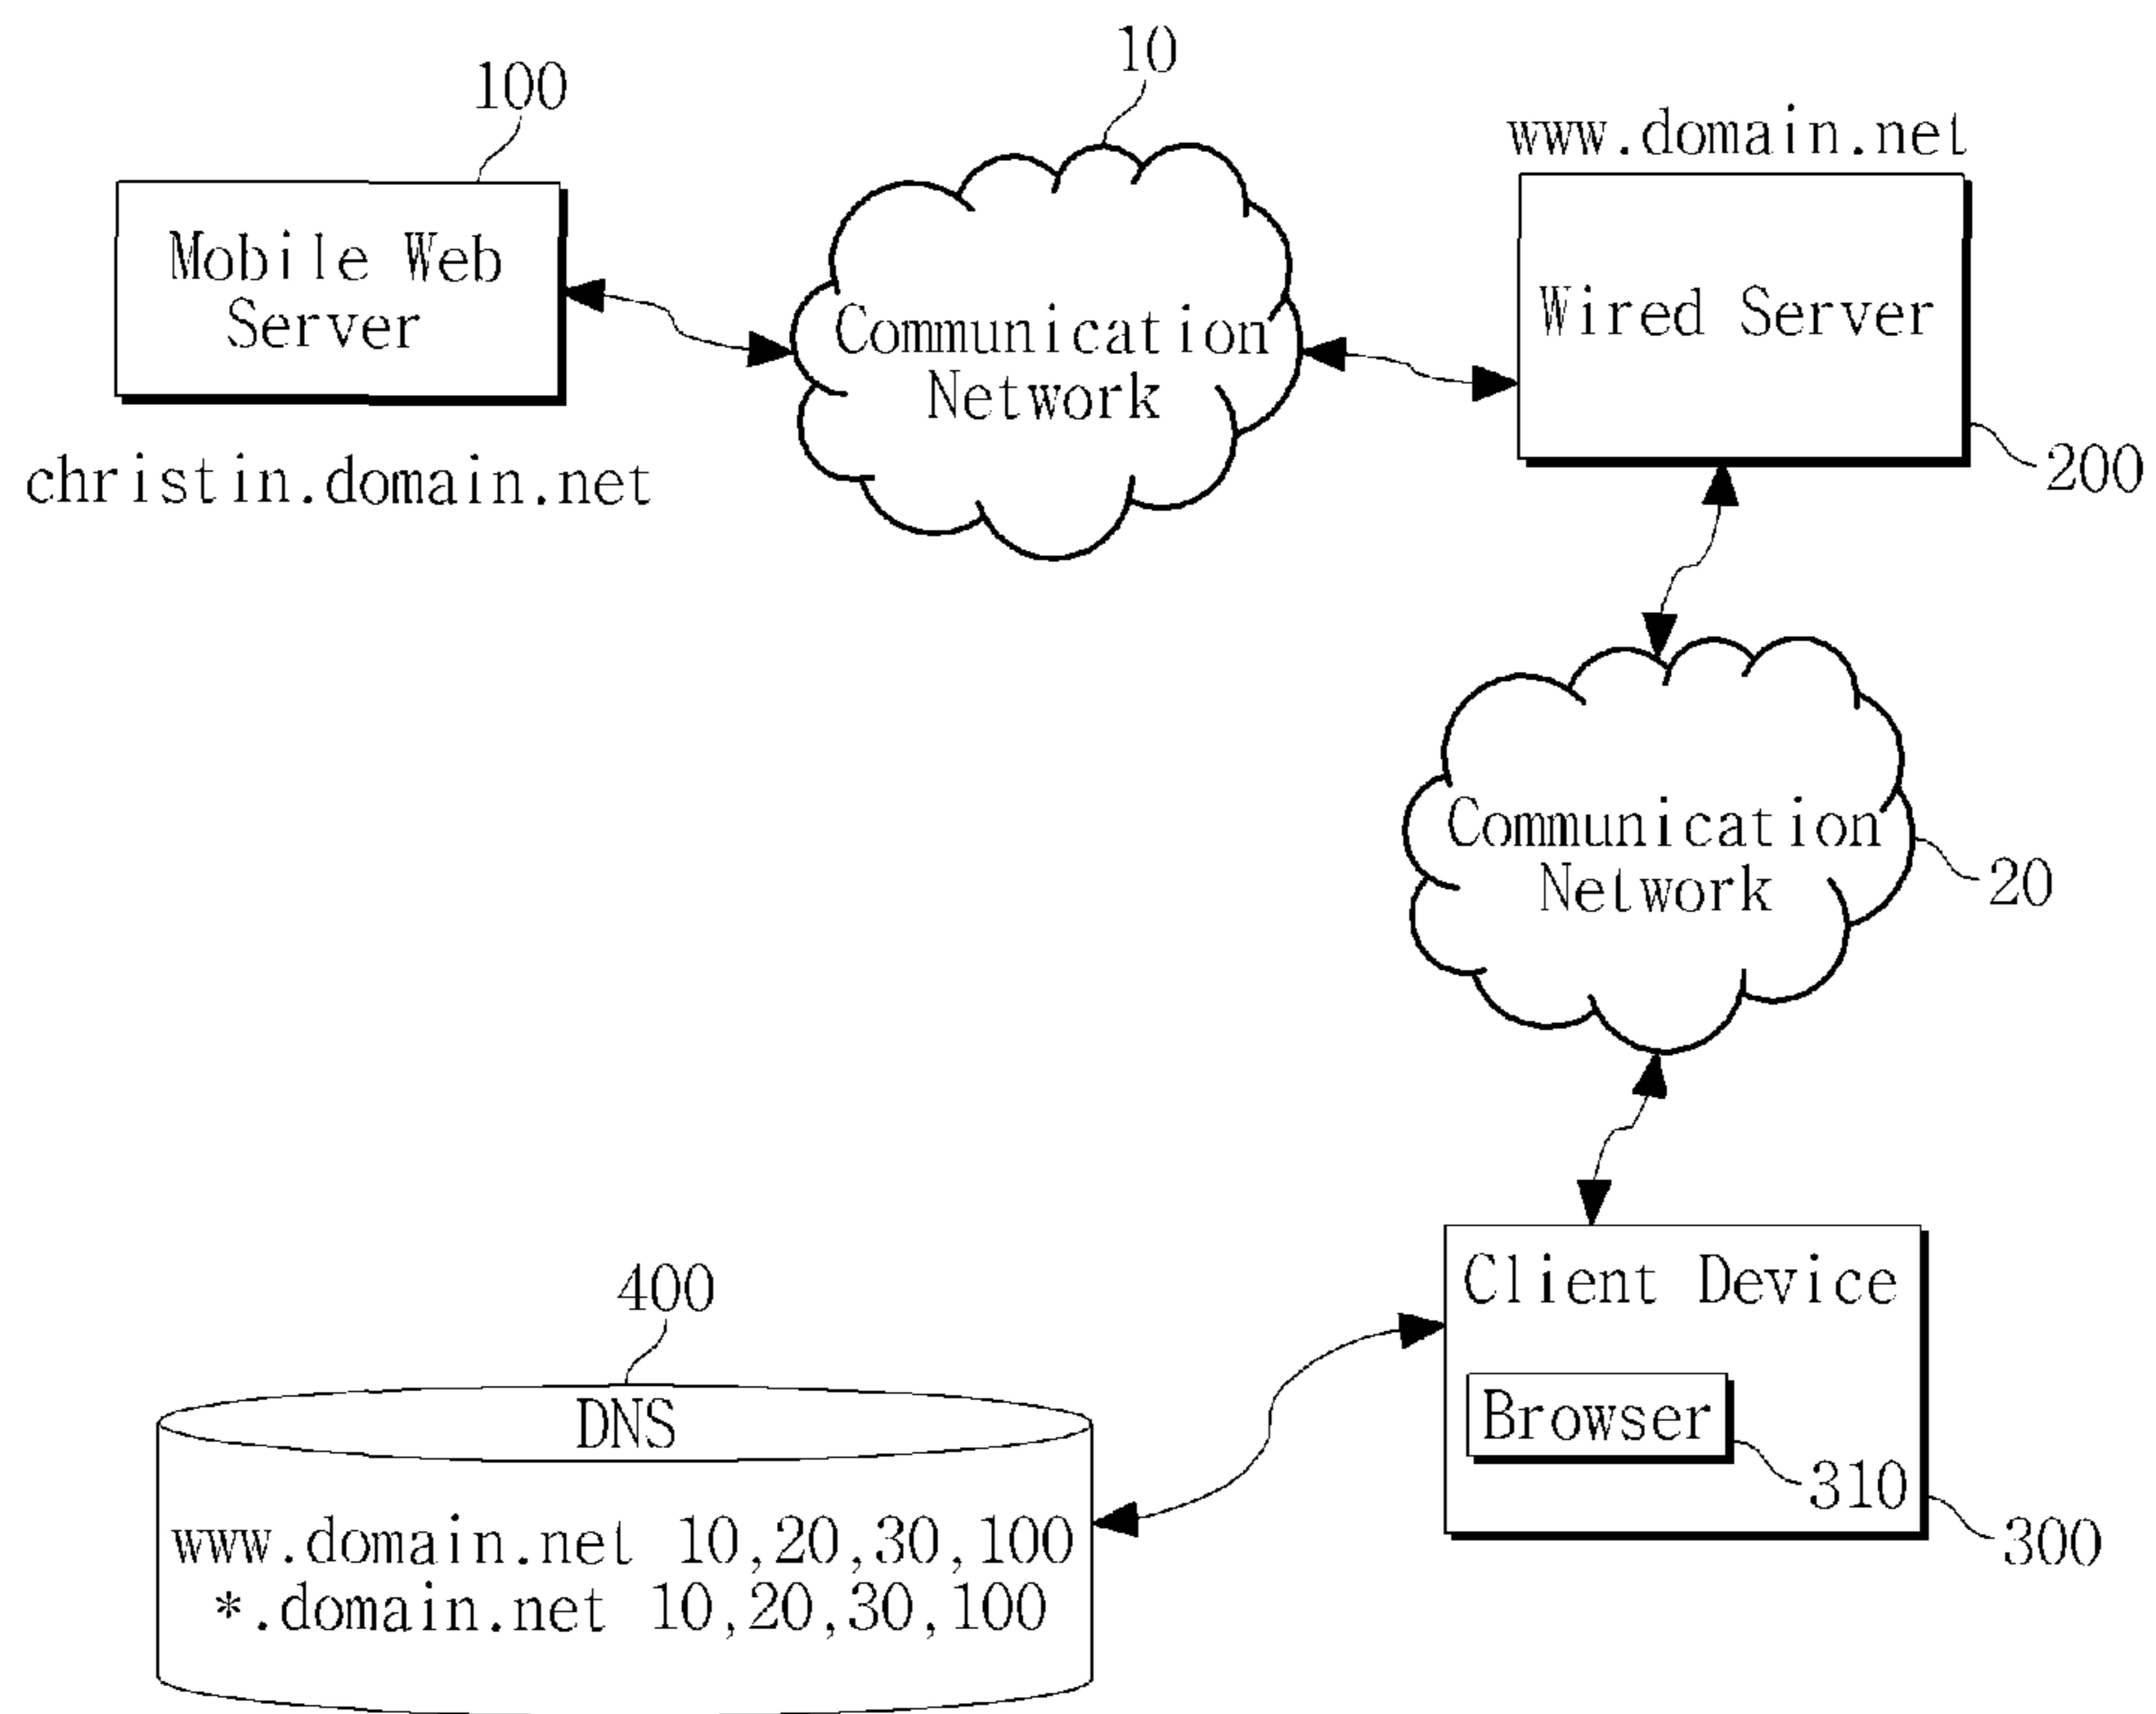 10
100
www.domain.net
Mobile Web
Server
Communication
Network
Wired Server
christin.domain.net
200
Communication
Network
20
400
Client Device
DNS
Browser
310
www.domain.net 10,20,30,100
300
*.domain.net 10,20,30,100